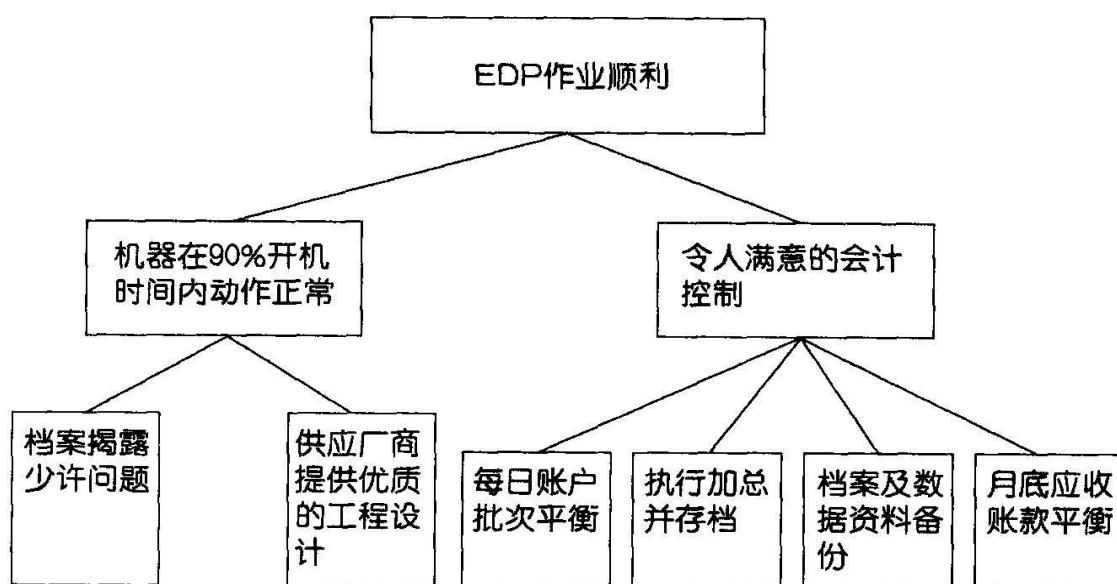 EDP作业顺利
机器在90%开机
时间内动作正常
令人满意的会计
控制
档案揭露
少许问题
供应厂商
提供优质
的工程设
计
每日账户
批次平衡
执行加总
并存档
档案及数
据资料备
份
月底应收
账款平衡